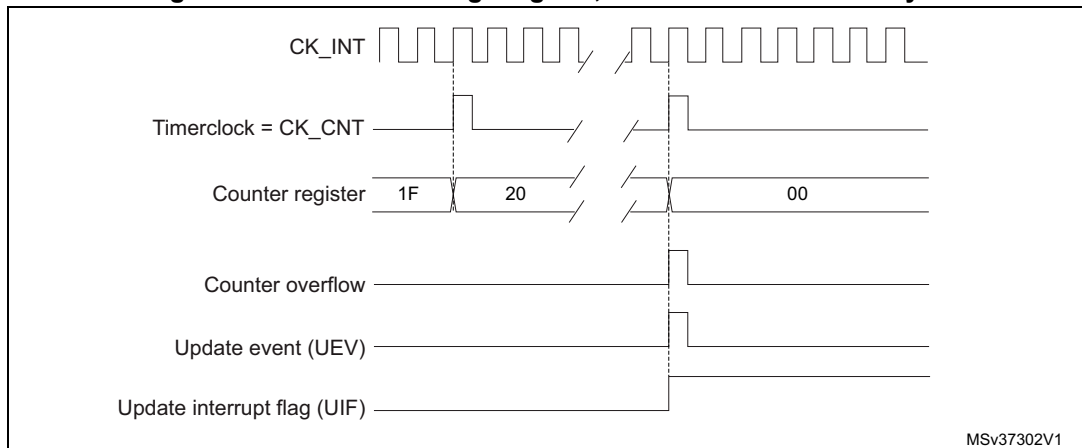 CK_INT
Timerclock = CK_CNT
Counter register 1F 20 00
Counter overflow
Update event (UEV)
Update interrupt flag (UIF)
MSv37302V1